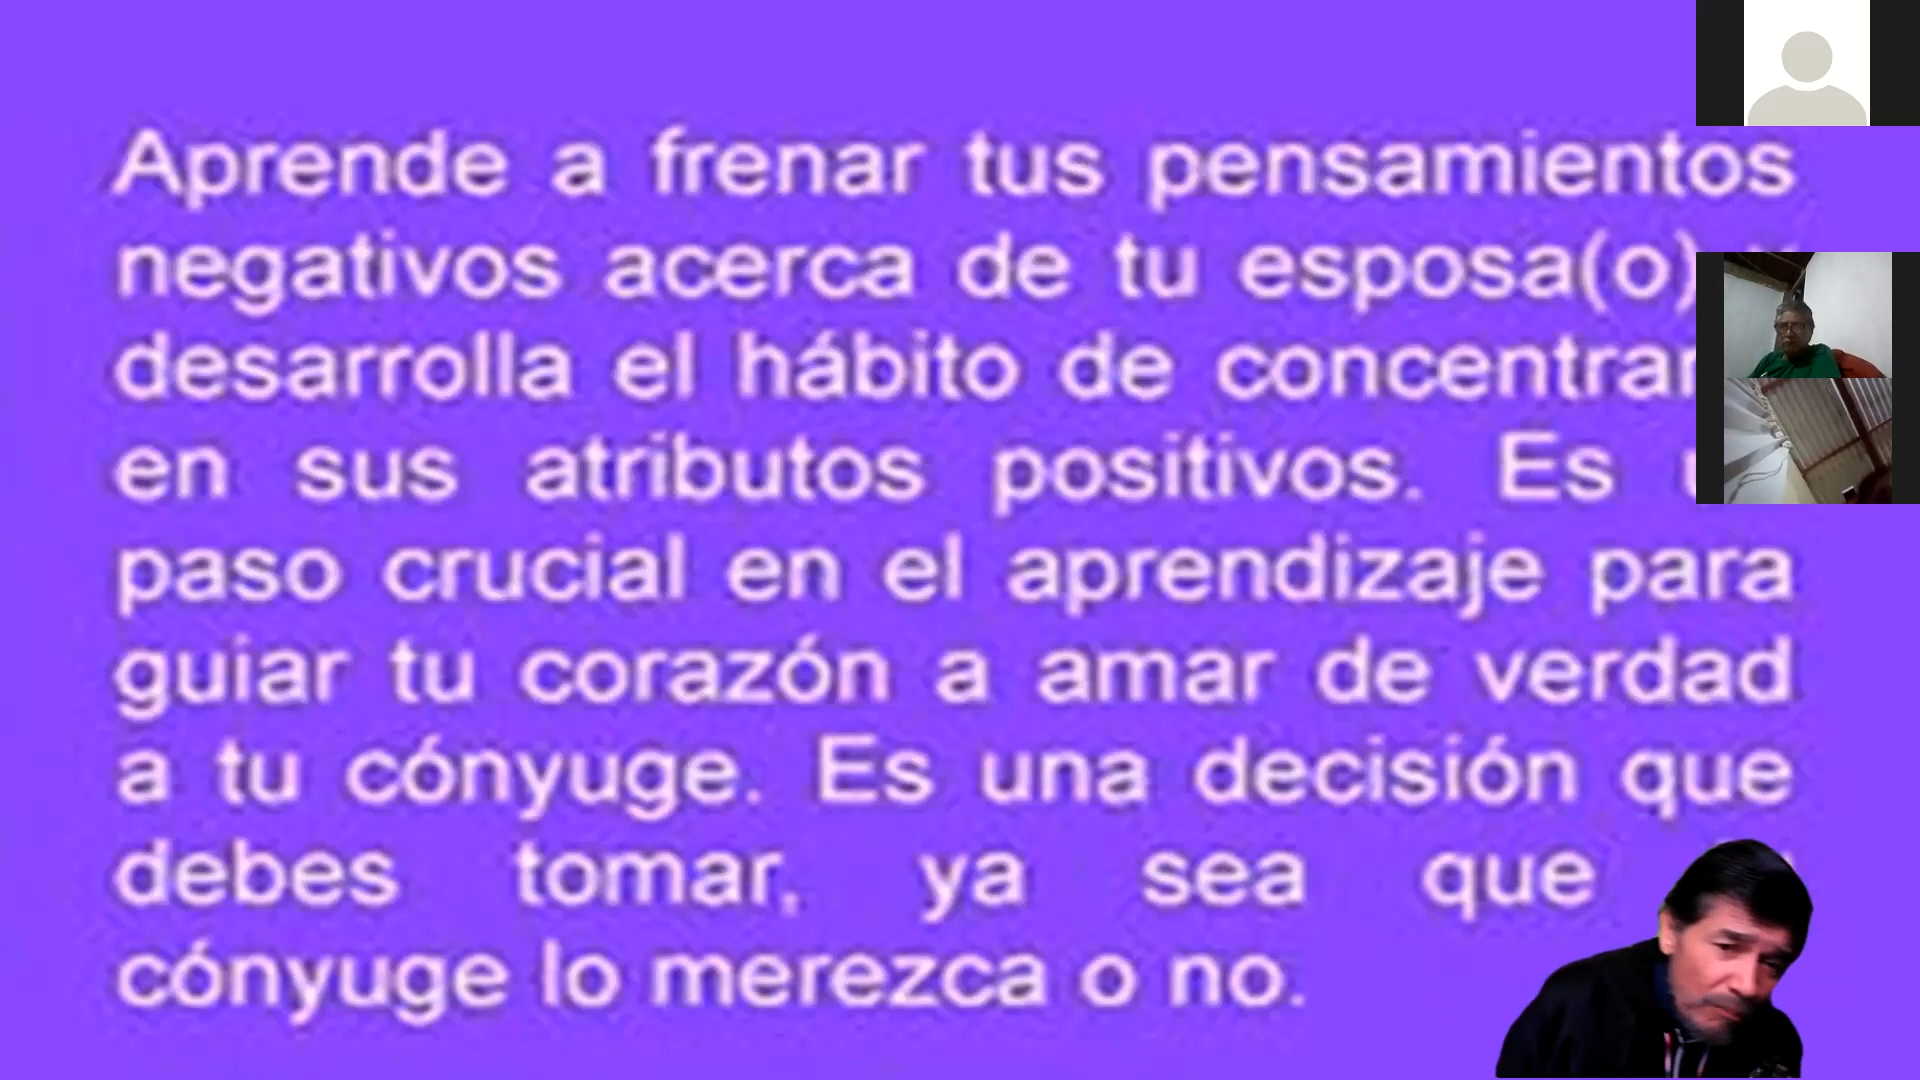 Aprende a frenar tus pensamientos
negativos acerca de tu esposa(o)
desarrolla el hábito de concentrar
en sus atributos positivos. Es
paso crucial en el aprendizaje para
guiar tu corazón a amar de verdad
a tu cónyuge. Es una decisión que
debes tomar, ya sea que
cónyuge lo merezca o no.